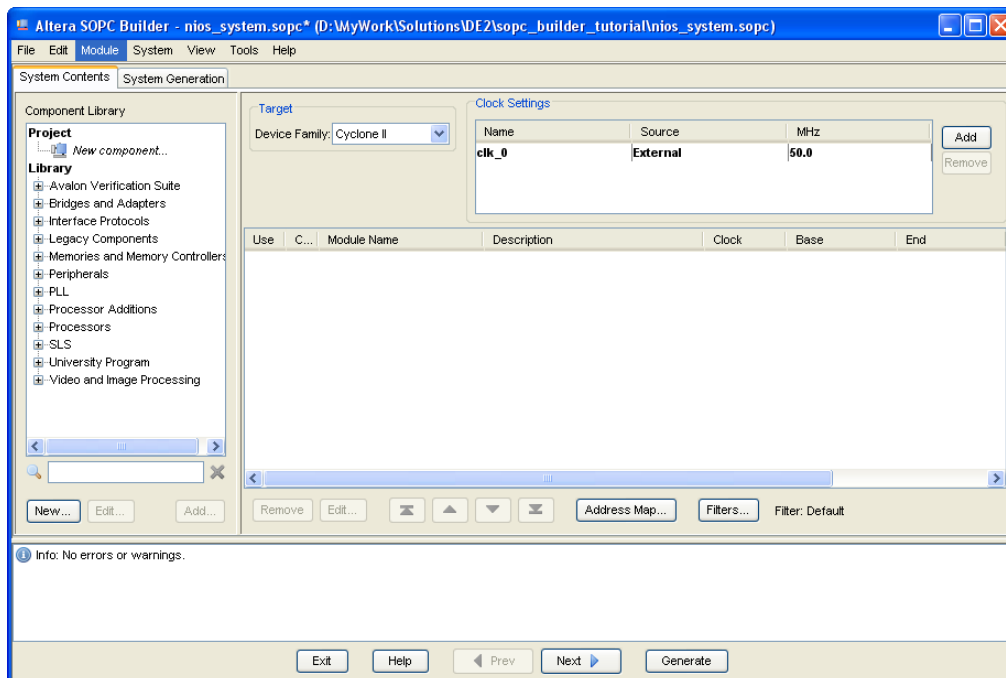 Altera SOPC Builder - nios_system.sopc* (D:\MyWork\Solutions\DE2\sopc_builder_tutorial\nios_system.sopc)
File Edit Module System View Tools Help
System Contents System Generation
Component Library
Project
New component...
Library
Avalon Verification Suite
Bridges and Adapters
Interface Protocols
Legacy Components
Memories and Memory Controllers
Peripherals
PLL
Processor Additions
Processors
SLS
University Program
Video and Image Processing
New... Edit... Add...
Target
Device Family: Cyclone II
Clock Settings
Name Source MHz
clk_0 External 50.0
Add
Remove
Use C... Module Name Description Clock Base End
Remove Edit... Address Map... Filters... Filter: Default
Info: No errors or warnings.
Exit Help Prev Next Generate